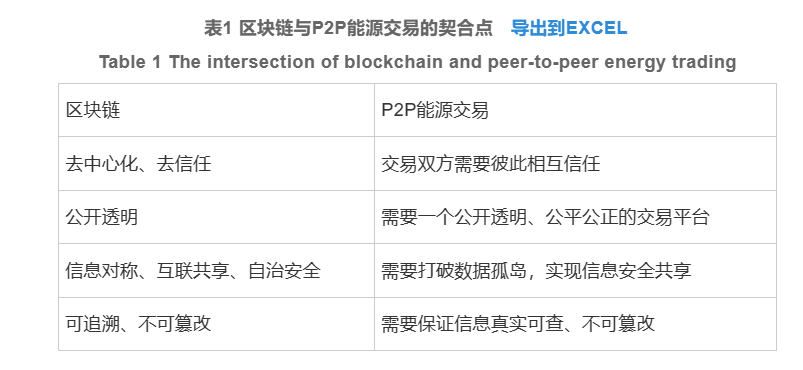 表1 区块链与P2P能源交易的契合点 导出到EXCEL
Table 1 The intersection of blockchain and peer-to-peer energy trading
区块链 P2P能源交易
去中心化、去信任 交易双方需要彼此相互信任
公开透明 需要一个公开透明、公平公正的交易平台
信息对称、互联共享、自治安全 需要打破数据孤岛，实现信息安全共享
可追溯、不可篡改 需要保证信息真实可查、不可篡改